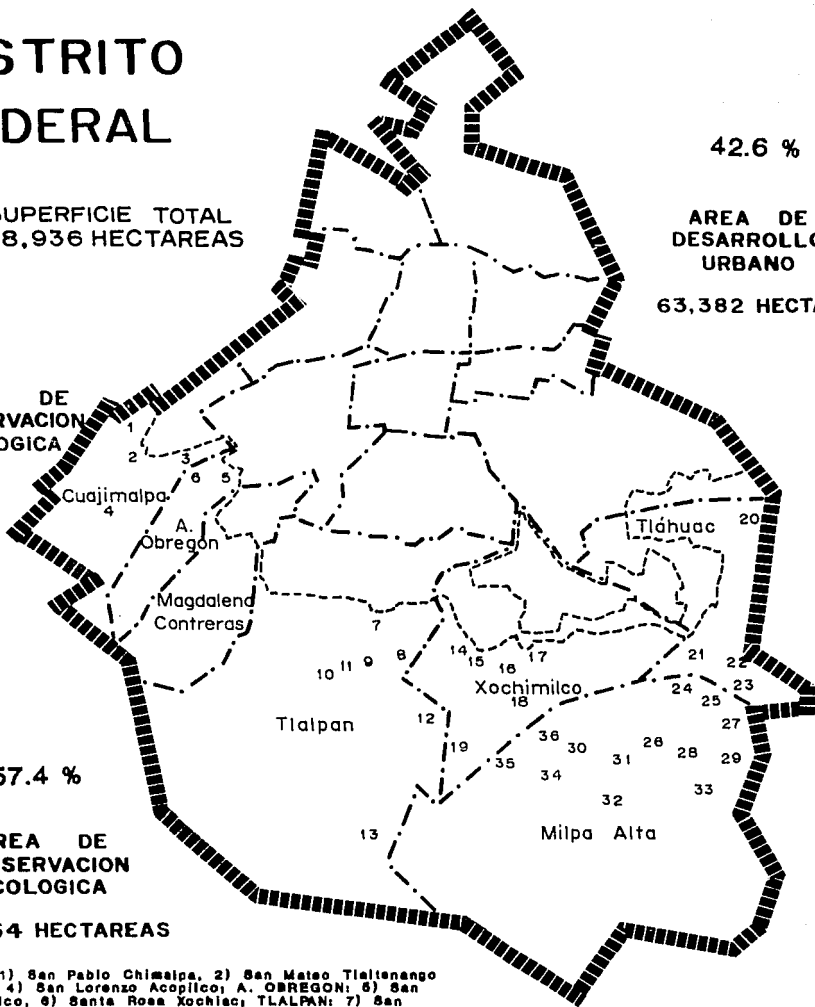 STRITO
DERAL
SUPERFICIE TOTAL
8,936 HECTAREAS
42.6 %
AREA DE
DESARROLLO
URBANO
63,382 HECTA
DE
RVACION
OGICA
1
2
3
6 5
Cuajimalpa
4
A.
Obregon
Magdalena
Contreras
Tláhuac
20
7
8
9
11
10
14
15
16
17
Xochimilco
18
21
22
23
24
25
27
Tlalpan
12
19
36
30
35
34
31
26
28
29
32
33
13
Milpa Alta
57.4 %
REA DE
SERVACION
COLOGICA
54 HECTAREAS
1) San Pablo Chimalpa, 2) San Mateo Tlaltenango
4) San Lorenzo Acopilco; A. OBREGON: 5) San
lco, 6) Santa Rosa Xochiac; TLALPAN: 7) San